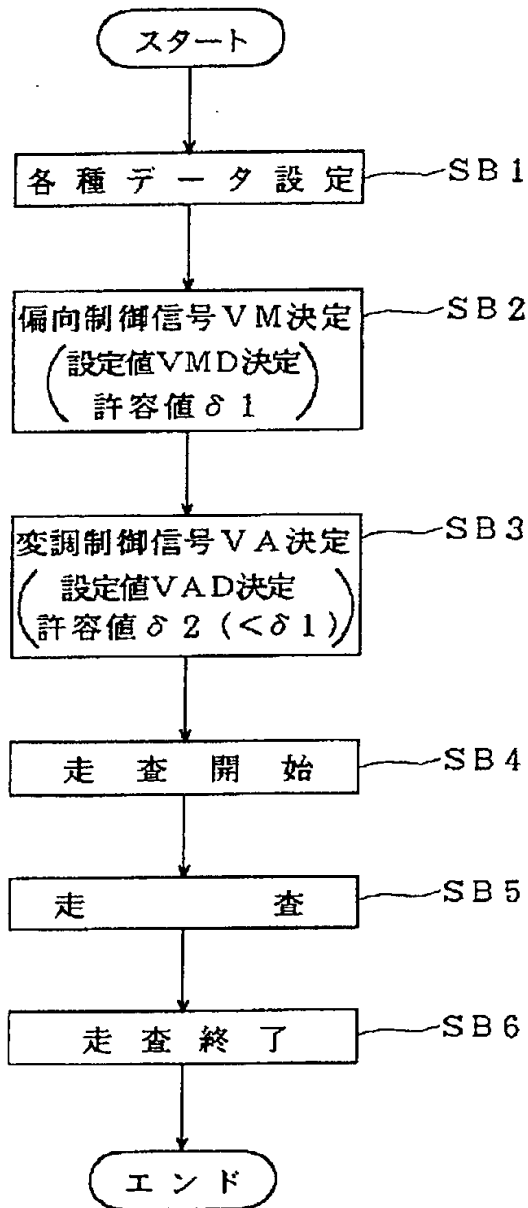 スタート
各種データ設定 SB1
偏向制御信号VM決定 SB2
(設定値VMD決定
許容値δ1)
変調制御信号VA決定 SB3
(設定値VAD決定
許容値δ2(<δ1))
走査開始 SB4
走査 SB5
走査終了 SB6
エンド